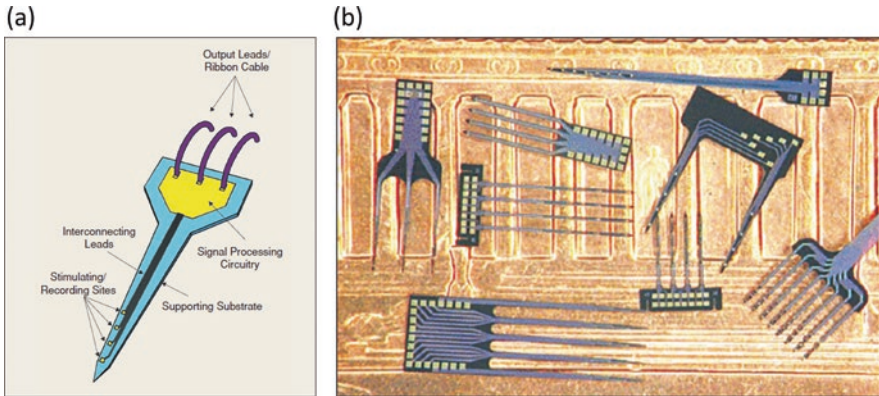 (a)
(b)
Output Leads/
Ribbon Cable
Interconnecting
Leads
Signal Processing
Circuitry
Stimulating/
Recording Sites
Supporting Substrate